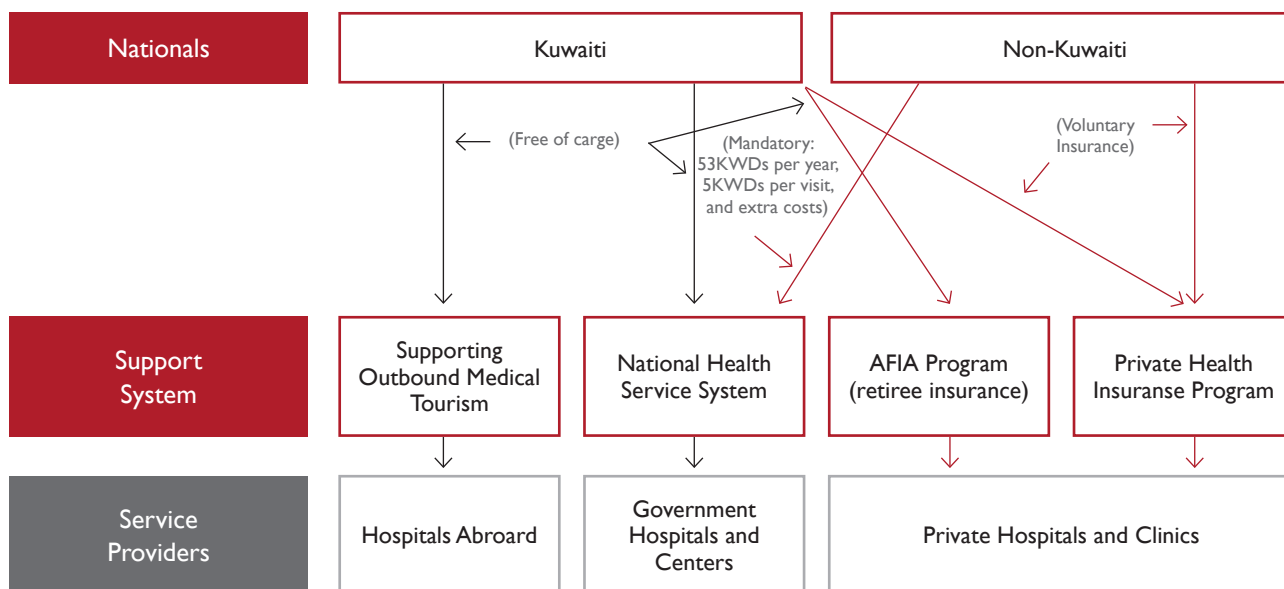 Nationals
Kuwaiti
Non-Kuwaiti
(Free of carge)
(Mandatory:
53KWDs per year,
5KWDs per visit,
and extra costs)
(Voluntary
Insurance)
Support
System
Supporting
Outbound Medical
Tourism
National Health
Service System
AFIA Program
(retiree insurance)
Private Health
Insuranse Program
Service
Providers
Hospitals Abroad
Government
Hospitals and
Centers
Private Hospitals and Clinics